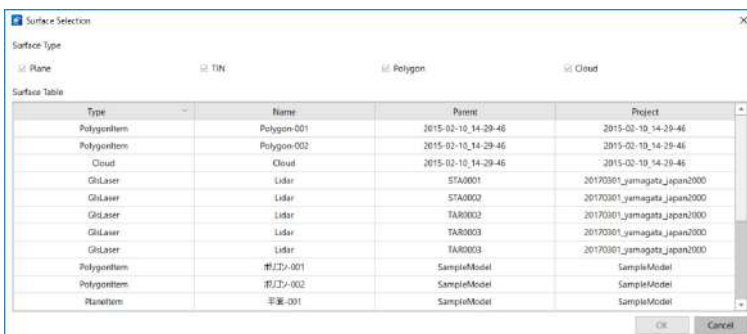 Surface Selection
Surface Type
Plane TIN Polygon Cloud
Surface Table
Type Name Parent Project
PolygonItem Polygon-001 2015-02-10_14-29-46 2015-02-10_14-29-46
PolygonItem Polygon-002 2015-02-10_14-29-46 2015-02-10_14-29-46
Cloud Cloud 2015-02-10_14-29-46 2015-02-10_14-29-46
GlsLaser Lidar STA0001 20170301_yamagata_japan2000
GlsLaser Lidar STA0002 20170301_yamagata_japan2000
GlsLaser Lidar TAR0002 20170301_yamagata_japan2000
GlsLaser Lidar TAR0003 20170301_yamagata_japan2000
GlsLaser Lidar TAR0003 20170301_yamagata_japan2000
PolygonItem ポリゴン-001 SampleModel SampleModel
PolygonItem ポリゴン-002 SampleModel SampleModel
PlaneItem 平面-001 SampleModel SampleModel
OK Cancel